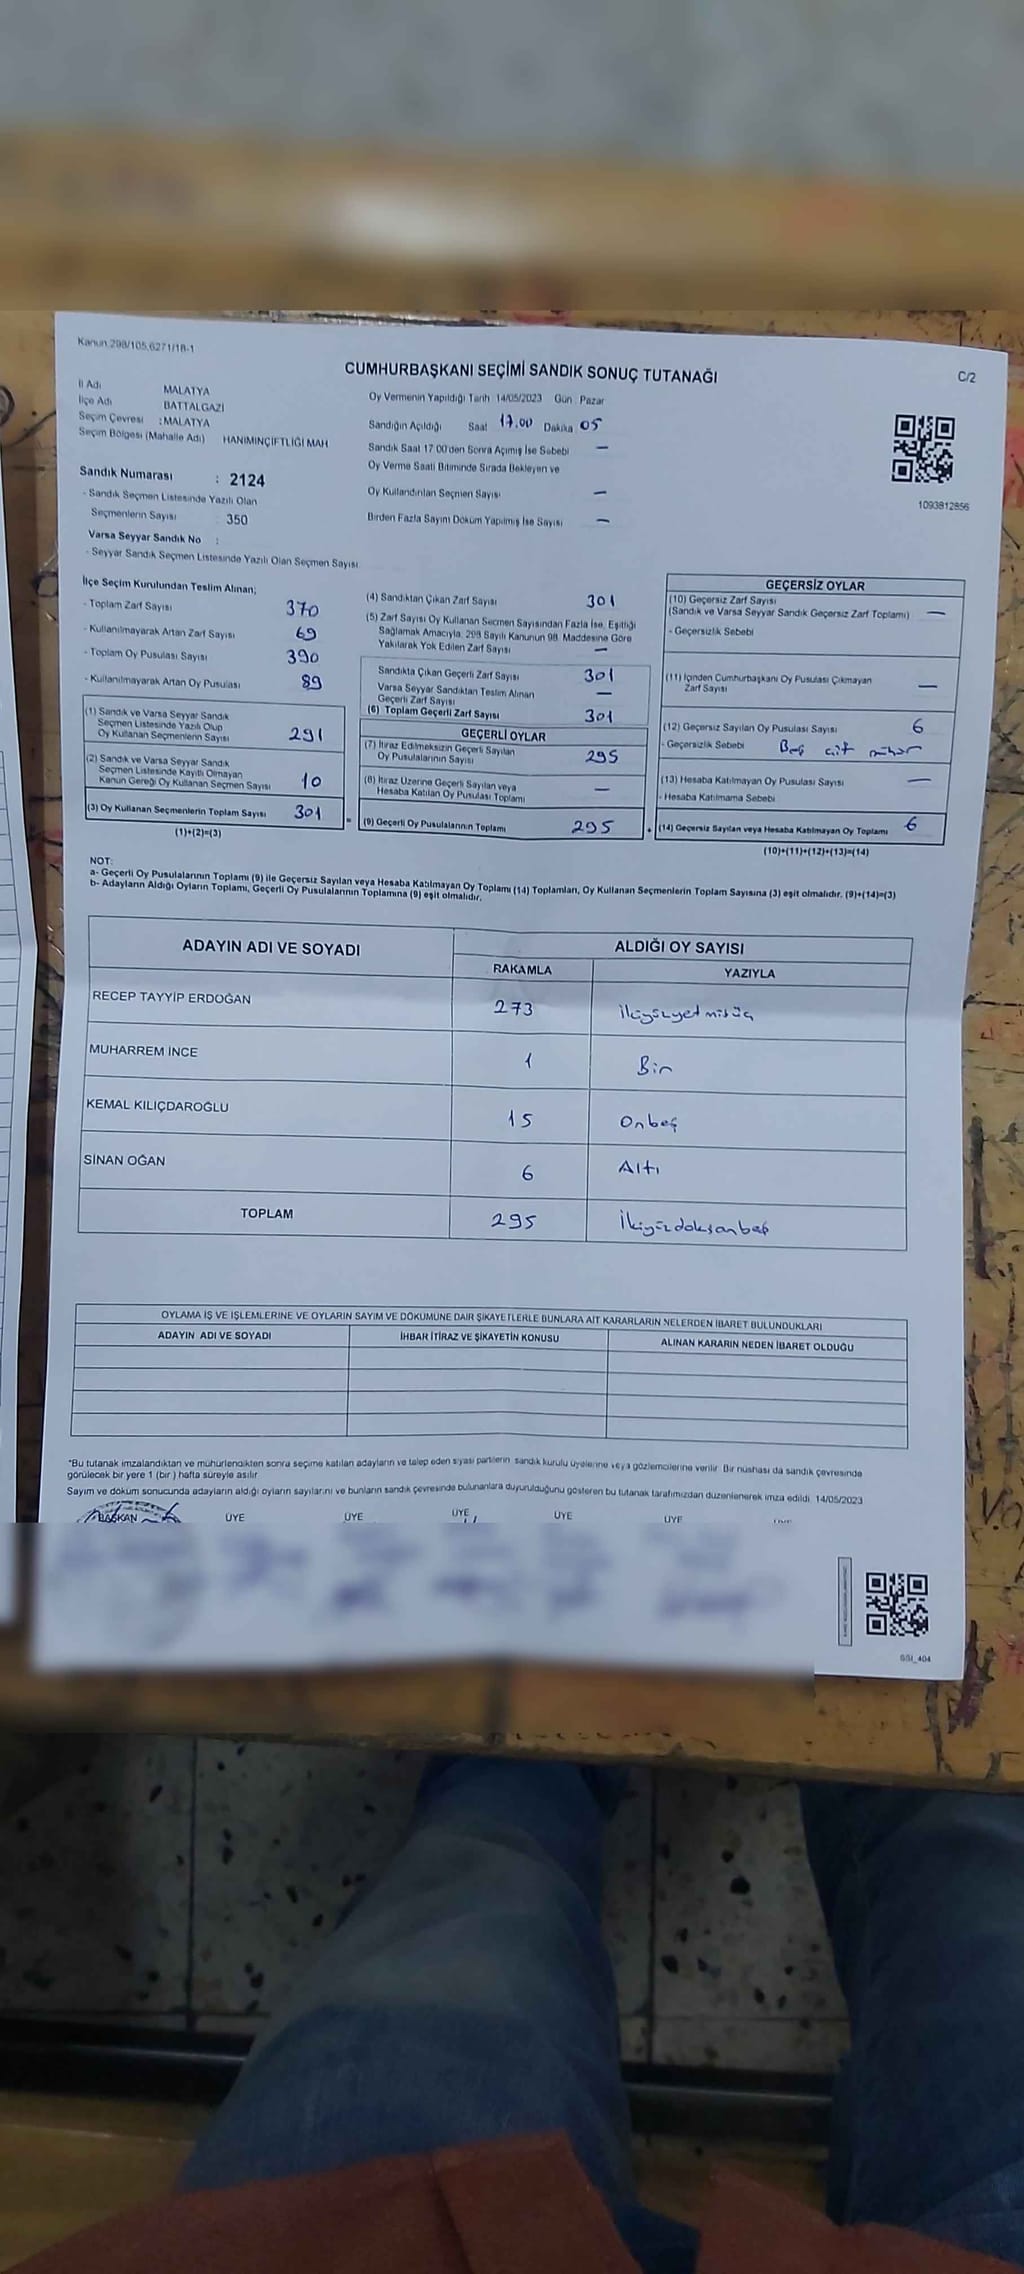 Kanun 298/105,6271/18-1
CUMHURBAŞKANI SEÇİMİ SANDIK SONUÇ TUTANAĞI
C/2
İl Adı MALATYA
İlçe Adı BATTALGAZİ
Seçim Çevresi : MALATYA
Seçim Bölgesi (Mahalle Adı) HANIMINÇİFTLİĞİ MAH
Sandık Numarası : 2124
- Sandık Seçmen Listesinde Yazılı Olan
Seçmenlerin Sayısı 350
Varsa Seyyar Sandık No :
- Seyyar Sandık Seçmen Listesinde Yazılı Olan Seçmen Sayısı
Oy Vermenin Yapıldığı Tarih 14/05/2023 Gün Pazar
Sandığın Açıldığı Saat 17.00 Dakika 05
Sandık Saat 17 00'den Sonra Açımış İse Sebebi —
Oy Verme Saati Bitiminde Sırada Bekleyen ve
Oy Kullandırılan Seçmen Sayısı —
Birden Fazla Sayım Döküm Yapılmış İse Sayısı —
1093812856
İlçe Seçim Kurulundan Teslim Alınan;
- Toplam Zarf Sayısı 370
- Kullanılmayarak Artan Zarf Sayısı 69
- Toplam Oy Pusulası Sayısı 390
- Kullanılmayarak Artan Oy Pusulası 89
(1) Sandık ve Varsa Seyyar Sandık
Seçmen Listesinde Yazılı Olup
Oy Kullanan Seçmenlerin Sayısı 291
(2) Sandık ve Varsa Seyyar Sandık
Seçmen Listesinde Kayıtlı Olmayan
Kanun Gereği Oy Kullanan Seçmen Sayısı 10
(3) Oy Kullanan Seçmenlerin Toplam Sayısı 301
(1)+(2)=(3)
(4) Sandıktan Çıkan Zarf Sayısı 301
(5) Zarf Sayısı Oy Kullanan Seçmen Sayısından Fazla İse, Eşitliği
Sağlamak Amacıyla, 298 Sayılı Kanunun 98. Maddesine Göre
Yakılarak Yok Edilen Zarf Sayısı —
Sandıkta Çıkan Geçerli Zarf Sayısı 301
Varsa Seyyar Sandıktan Teslim Alınan
Geçerli Zarf Sayısı —
(6) Toplam Geçerli Zarf Sayısı 301
GEÇERLİ OYLAR
(7) İtiraz Edilmeksizin Geçerli Sayılan
Oy Pusulalarının Sayısı 295
(8) İtiraz Üzerine Geçerli Sayılan veya
Hesaba Katılan Oy Pusulası Toplamı —
= (9) Geçerli Oy Pusulalarının Toplamı 295
GEÇERSİZ OYLAR
(10) Geçersiz Zarf Sayısı
(Sandık ve Varsa Seyyar Sandık Geçersiz Zarf Toplamı) —
- Geçersizlik Sebebi
(11) İçinden Cumhurbaşkanı Oy Pusulası Çıkmayan
Zarf Sayısı —
(12) Geçersiz Sayılan Oy Pusulası Sayısı 6
- Geçersizlik Sebebi Boş çift mühür
(13) Hesaba Katılmayan Oy Pusulası Sayısı —
- Hesaba Katılmama Sebebi
+ (14) Geçersiz Sayılan veya Hesaba Katılmayan Oy Toplamı 6
(10)+(11)+(12)+(13)=(14)
NOT:
a- Geçerli Oy Pusulalarının Toplamı (9) ile Geçersiz Sayılan veya Hesaba Katılmayan Oy Toplamı (14) Toplamları, Oy Kullanan Seçmenlerin Toplam Sayısına (3) eşit olmalıdır. (9)+(14)=(3)
b- Adayların Aldığı Oyların Toplamı, Geçerli Oy Pusulalarının Toplamına (9) eşit olmalıdır.
ADAYIN ADI VE SOYADI ALDIĞI OY SAYISI
RAKAMLA YAZIYLA
RECEP TAYYİP ERDOĞAN 273 ikiyüzyetmişüç
MUHARREM İNCE 1 Bir
KEMAL KILIÇDAROĞLU 15 Onbeş
SİNAN OĞAN 6 Altı
TOPLAM 295 İkiyüzdoksanbeş
OYLAMA İŞ VE İŞLEMLERİNE VE OYLARIN SAYIM VE DÖKÜMÜNE DAİR ŞİKAYETLERLE BUNLARA AİT KARARLARIN NELERDEN İBARET BULUNDUKLARI
ADAYIN ADI VE SOYADI İHBAR İTİRAZ VE ŞİKAYETİN KONUSU ALINAN KARARIN NEDEN İBARET OLDUĞU
*Bu tutanak imzalandıktan ve mühürlendikten sonra seçime katılan adayların ve talep eden siyasi partilerin sandık kurulu üyelerine veya gözlemcilerine verilir Bir nüshası da sandık çevresinde
görülecek bir yere 1 (bir ) hafta süreyle asılır
Sayım ve döküm sonucunda adayların aldığı oyların sayılarını ve bunların sandık çevresinde bulunanlara duyurulduğunu gösteren bu tutanak tarafımızdan düzenlenerek imza edildi 14/05/2023
BAŞKAN ÜYE ÜYE ÜYE ÜYE ÜYE
SSI_404